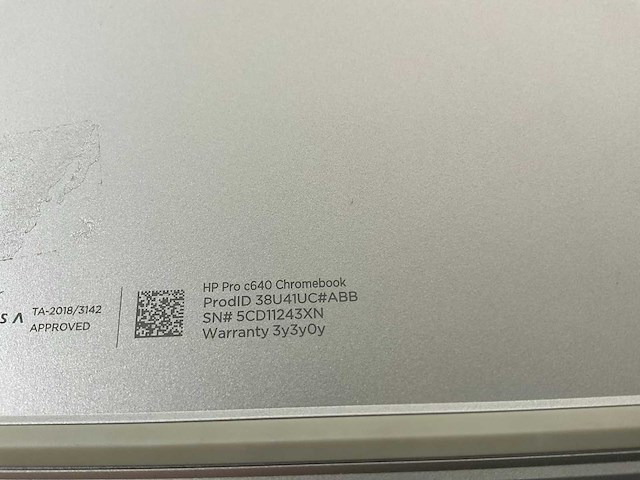 HP Pro c640 Chromebook
ProdID 38U41UC#ABB
SN# 5CD11243XN
Warranty 3y3y0y
TA-2018/3142
APPROVED